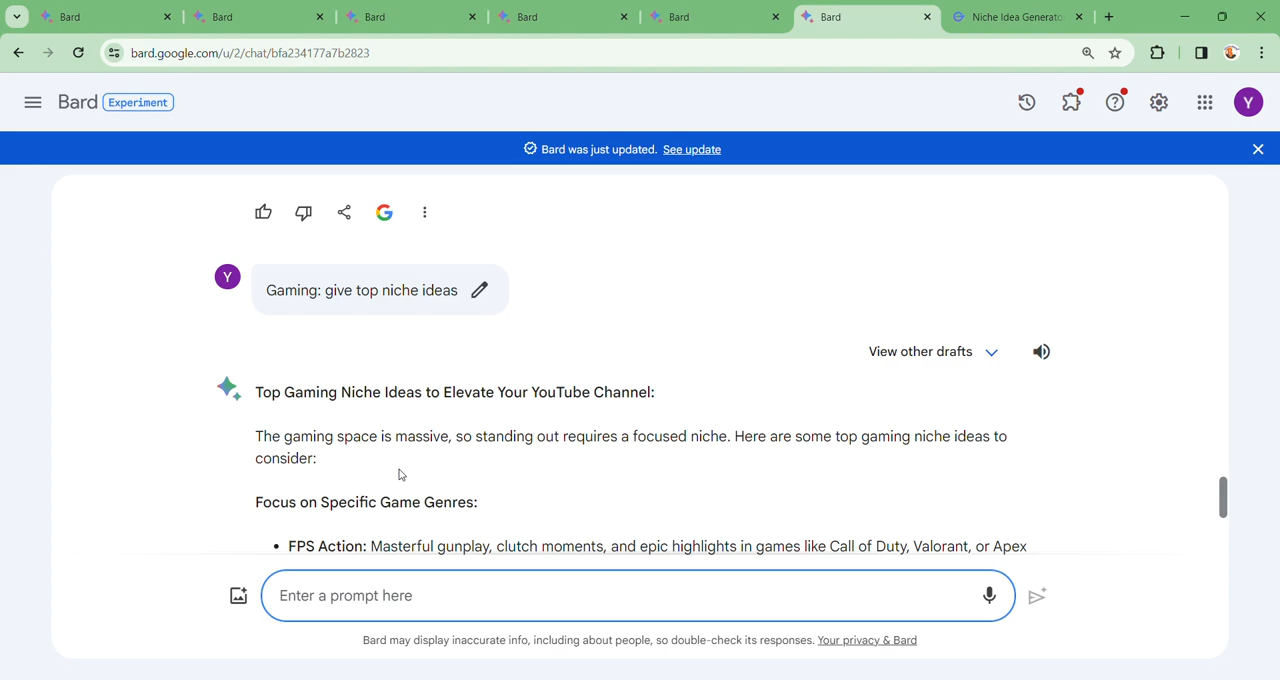 Bard
Bard
Bard
Bard
Bard
Bard
Niche Idea Generato
bard.google.com/u/2/chat/bfa234177a7b2823
Bard Experiment
Y
Bard was just updated. See update
Y
Gaming: give top niche ideas
View other drafts
Top Gaming Niche Ideas to Elevate Your YouTube Channel:
The gaming space is massive, so standing out requires a focused niche. Here are some top gaming niche ideas to
consider:
Focus on Specific Game Genres:
• FPS Action: Masterful gunplay, clutch moments, and epic highlights in games like Call of Duty, Valorant, or Apex
Enter a prompt here
Bard may display inaccurate info, including about people, so double-check its responses. Your privacy & Bard